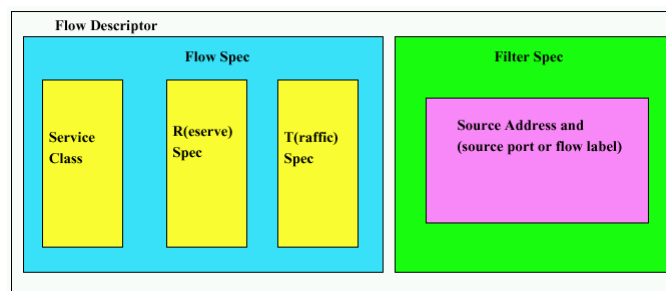 Flow Descriptor
Flow Spec
Service
Class
R(eserve)
Spec
T(raffic)
Spec
Filter Spec
Source Address and
(source port or flow label)